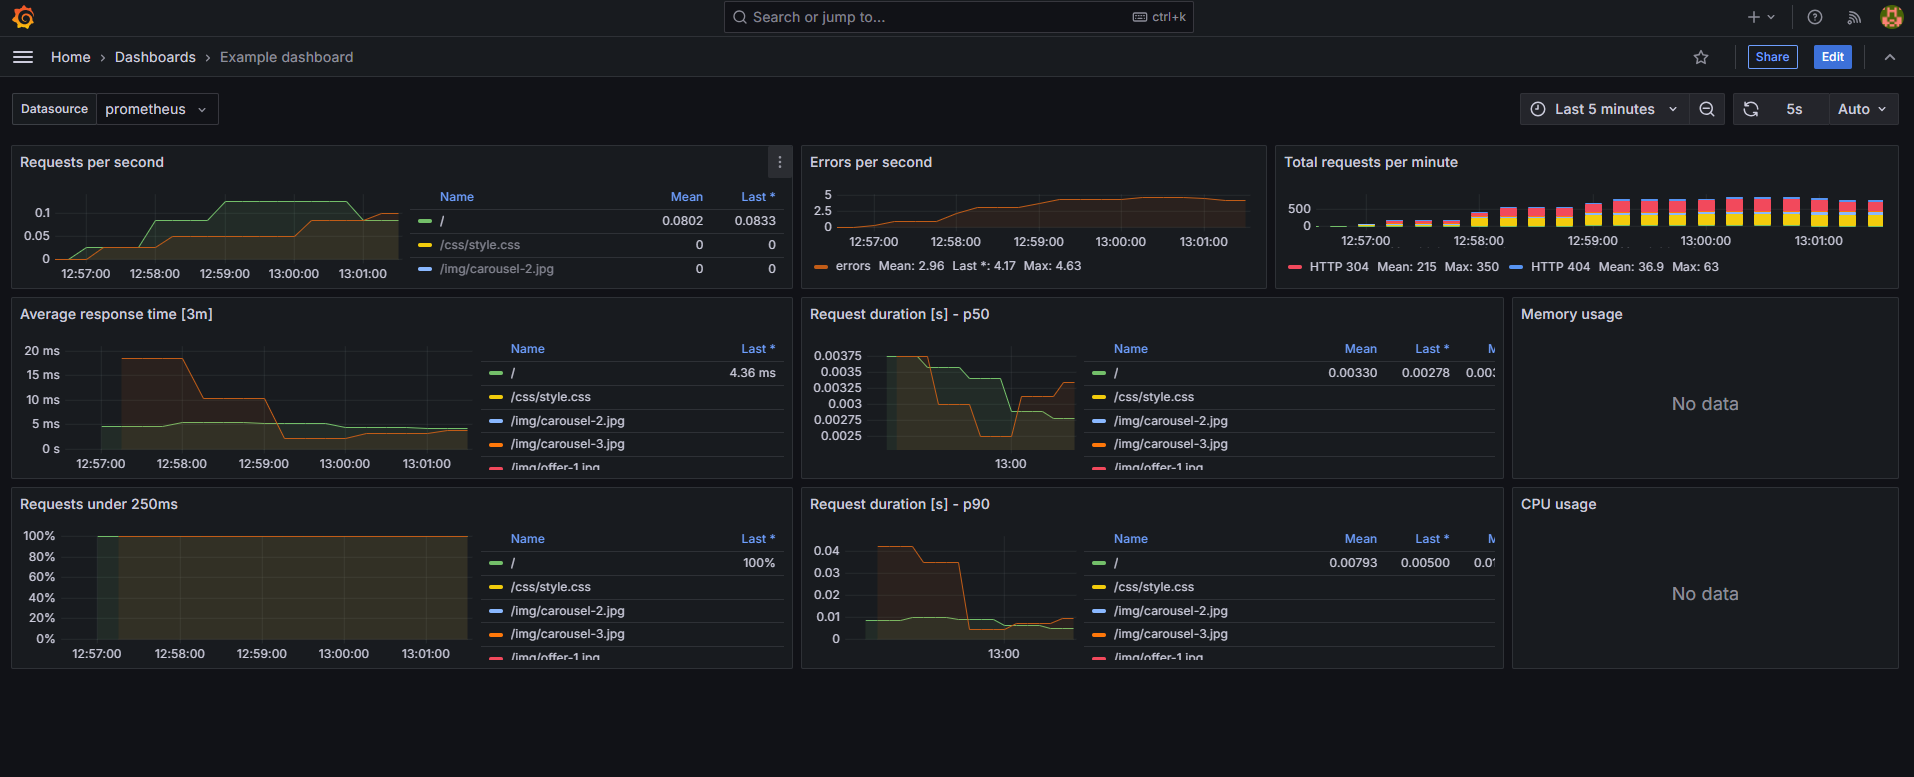 Search or jump to... ctrl+k
Home › Dashboards › Example dashboard
Share Edit
Datasource prometheus
Last 5 minutes 5s Auto
Requests per second
0.1
0.05
0
12:57:00 12:58:00 12:59:00 13:00:00 13:01:00
Name Mean Last *
/ 0.0802 0.0833
/css/style.css 0 0
/img/carousel-2.jpg 0 0
Errors per second
5
2.5
0
12:57:00 12:58:00 12:59:00 13:00:00 13:01:00
errors Mean: 2.96 Last *: 4.17 Max: 4.63
Total requests per minute
500
0
12:57:00 12:58:00 12:59:00 13:00:00 13:01:00
HTTP 304 Mean: 215 Max: 350 HTTP 404 Mean: 36.9 Max: 63
Average response time [3m]
20 ms
15 ms
10 ms
5 ms
0 s
12:57:00 12:58:00 12:59:00 13:00:00 13:01:00
Name Last *
/ 4.36 ms
/css/style.css
/img/carousel-2.jpg
/img/carousel-3.jpg
/img/offer-1.jpg
Request duration [s] - p50
0.00375
0.0035
0.00325
0.003
0.00275
0.0025
13:00
Name Mean Last *
/ 0.00330 0.00278
/css/style.css
/img/carousel-2.jpg
/img/carousel-3.jpg
/img/offer-1.jpg
Memory usage
No data
Requests under 250ms
100%
80%
60%
40%
20%
0%
12:57:00 12:58:00 12:59:00 13:00:00 13:01:00
Name Last *
/ 100%
/css/style.css
/img/carousel-2.jpg
/img/carousel-3.jpg
/img/offer-1.jpg
Request duration [s] - p90
0.04
0.03
0.02
0.01
0
13:00
Name Mean Last *
/ 0.00793 0.00500
/css/style.css
/img/carousel-2.jpg
/img/carousel-3.jpg
/img/offer-1.jpg
CPU usage
No data